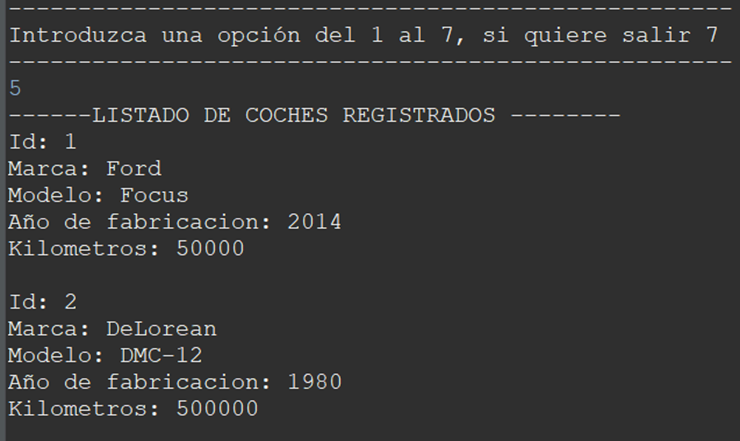 ----------------------------------------------------
Introduzca una opción del 1 al 7, si quiere salir 7
----------------------------------------------------
5
------LISTADO DE COCHES REGISTRADOS --------
Id: 1
Marca: Ford
Modelo: Focus
Año de fabricacion: 2014
Kilometros: 50000

Id: 2
Marca: DeLorean
Modelo: DMC-12
Año de fabricacion: 1980
Kilometros: 500000